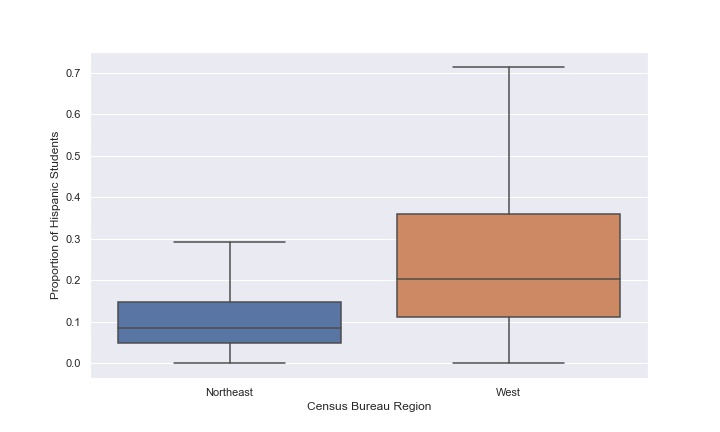 0.7
0.6
0.5
0.4
0.3
0.2
0.1
0.0
Proportion of Hispanic Students
Northeast
West
Census Bureau Region